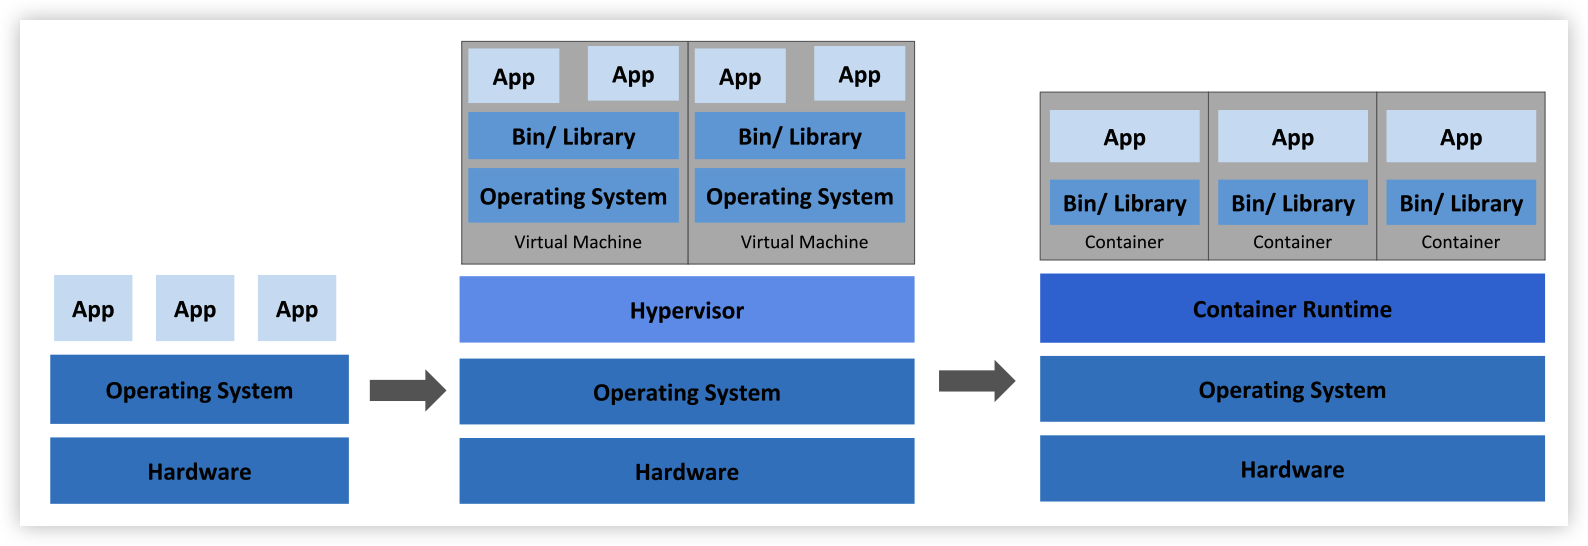 App
App
App
Operating System
Hardware
App
App
App
App
Bin/ Library
Bin/ Library
Operating System
Operating System
Virtual Machine
Virtual Machine
Hypervisor
Operating System
Hardware
App
App
App
Bin/ Library
Bin/ Library
Bin/ Library
Container
Container
Container
Container Runtime
Operating System
Hardware